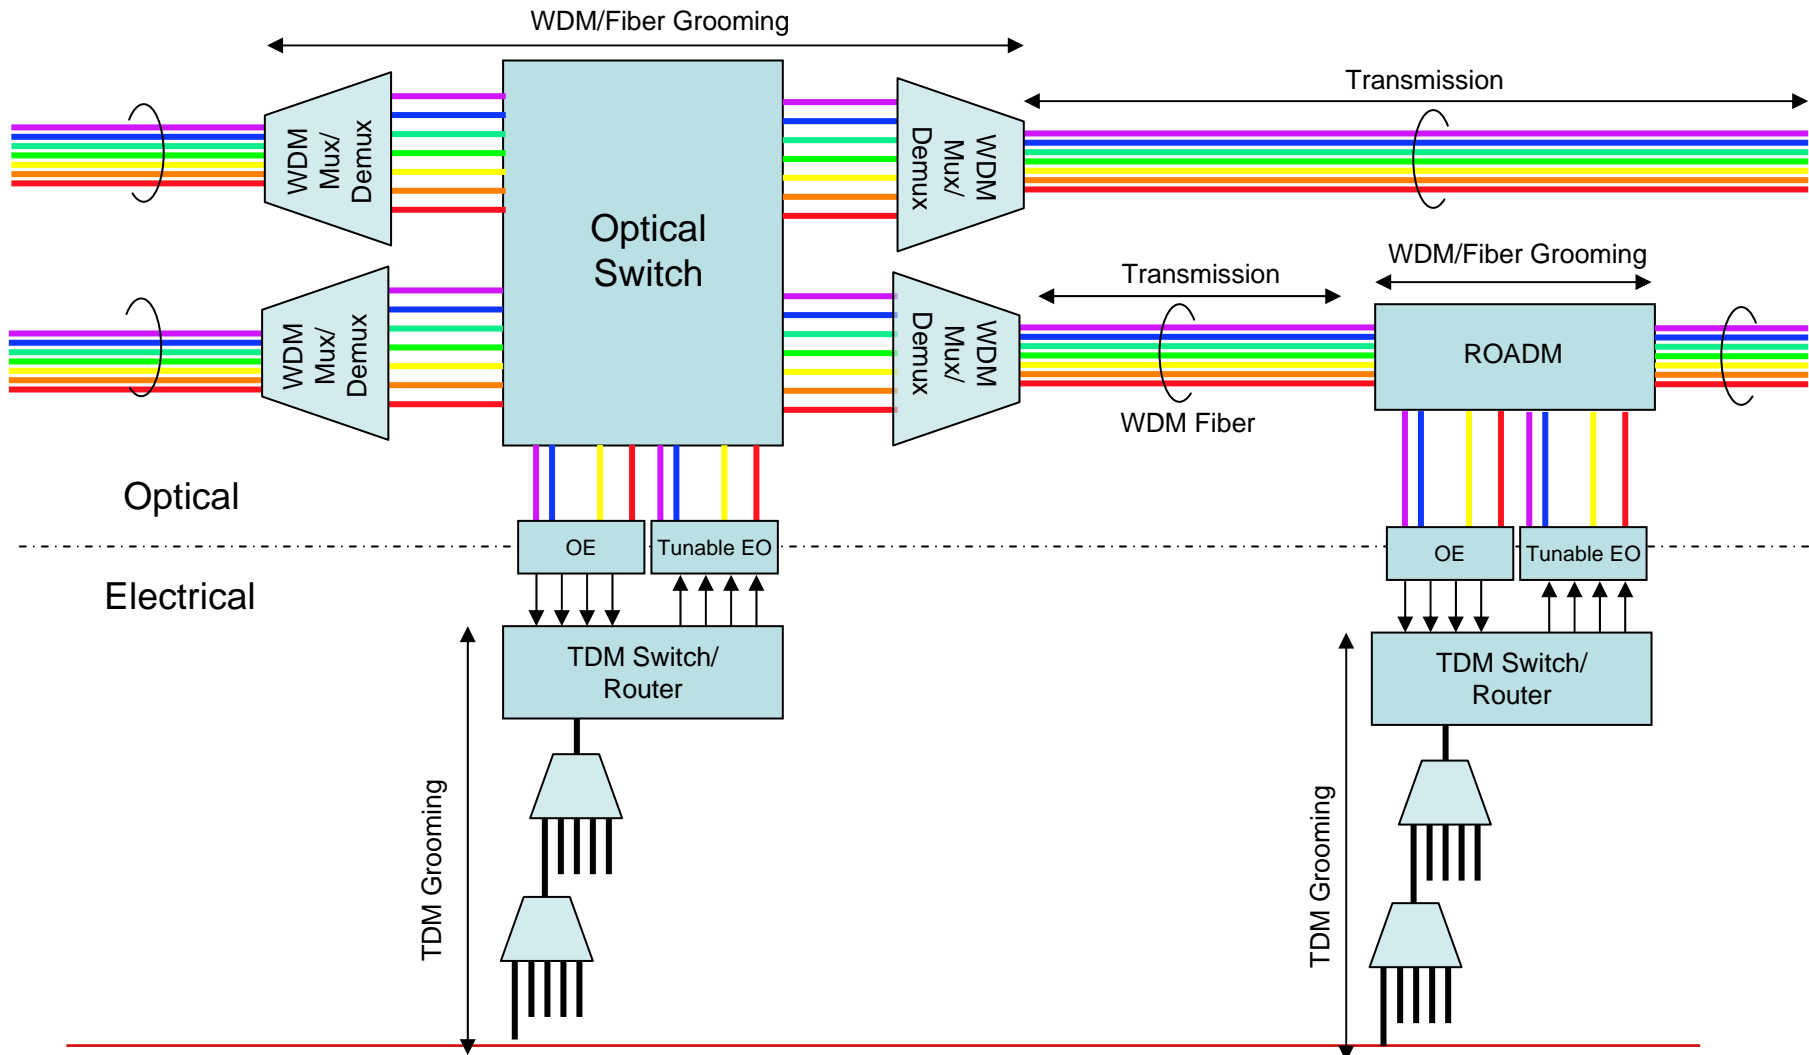 WDM/Fiber Grooming
Transmission
WDM
Mux/
Demux
Optical
Switch
WDM
Mux/
Demux
WDM/Fiber Grooming
Transmission
WDM
Mux/
Demux
WDM
Mux/
Demux
ROADM
WDM Fiber
Optical
OE
Tunable EO
OE
Tunable EO
Electrical
TDM Switch/
Router
TDM Switch/
Router
TDM Grooming
TDM Grooming